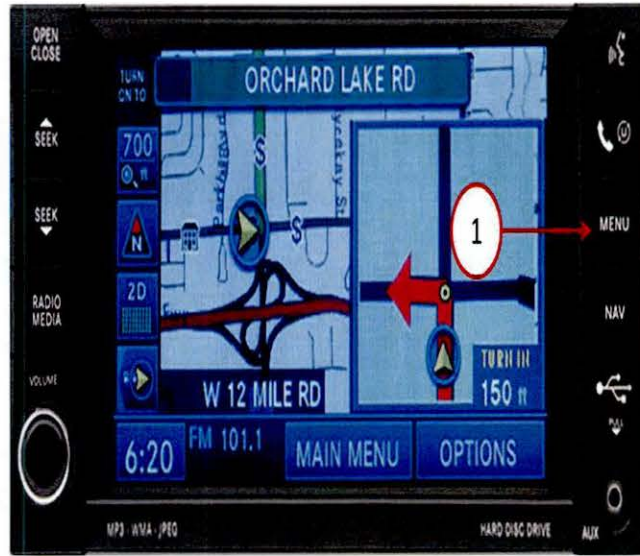 OPEN
CLOSE
SEEK
SEEK
RADIO
MEDIA
VOLUME
TURN
ON TO
ORCHARD LAKE RD
700
ft
N
2D
S
S
W 12 MILE RD
TURN IN
150 ft
6:20
FM 101.1
MAIN MENU
OPTIONS
1
MENU
NAV
PULL
AUX
MP3 - WMA - JPEG
HARD DISC DRIVE